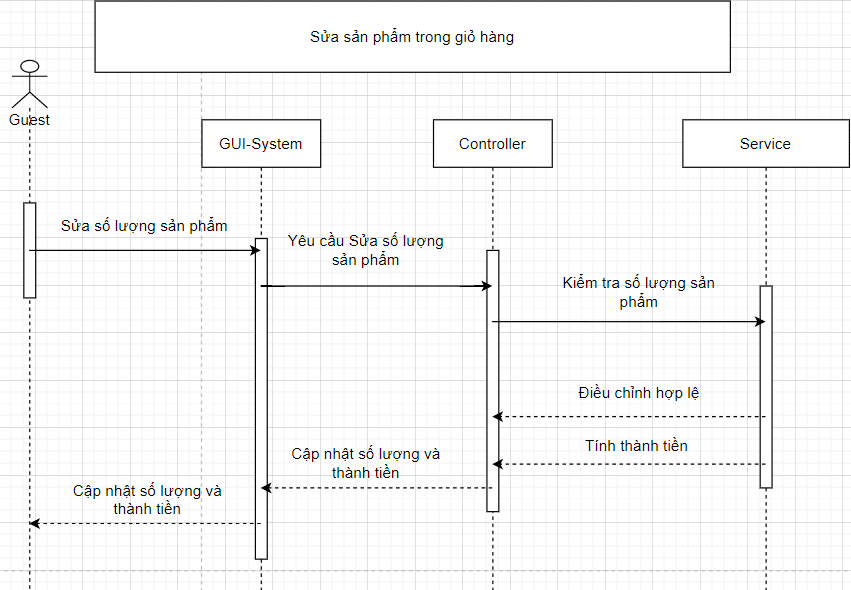 Sửa sản phẩm trong giỏ hàng
Guest
GUI-System
Controller
Service
Sửa số lượng sản phẩm
Yêu cầu Sửa số lượng
sản phẩm
Kiểm tra số lượng sản
phẩm
Điều chỉnh hợp lệ
Tính thành tiền
Cập nhật số lượng và
thành tiền
Cập nhật số lượng và
thành tiền